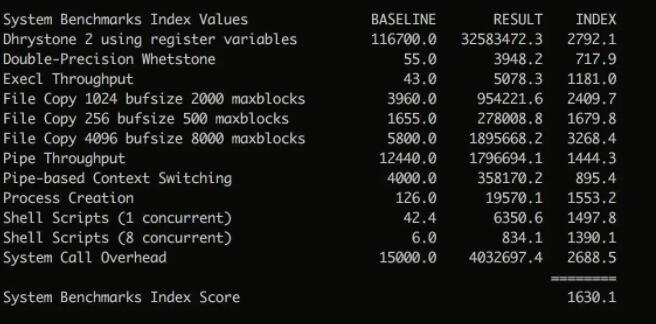 System Benchmarks Index Values               BASELINE       RESULT    INDEX
Dhrystone 2 using register variables         116700.0   32583472.3   2792.1
Double-Precision Whetstone                       55.0       3948.2    717.9
Execl Throughput                                 43.0       5078.3   1181.0
File Copy 1024 bufsize 2000 maxblocks          3960.0     954221.6   2409.7
File Copy 256 bufsize 500 maxblocks            1655.0     278008.8   1679.8
File Copy 4096 bufsize 8000 maxblocks          5800.0    1895668.2   3268.4
Pipe Throughput                               12440.0    1796694.1   1444.3
Pipe-based Context Switching                   4000.0     358170.2    895.4
Process Creation                                126.0      19570.1   1553.2
Shell Scripts (1 concurrent)                     42.4       6350.6   1497.8
Shell Scripts (8 concurrent)                      6.0        834.1   1390.1
System Call Overhead                          15000.0    4032697.4   2688.5
                                                                   ========
System Benchmarks Index Score                                        1630.1